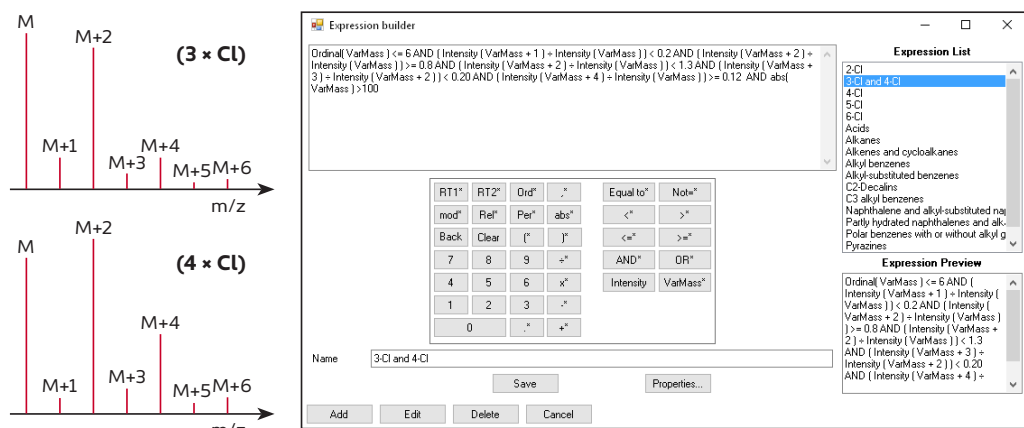 M
M+2
(3 × Cl)
M+1
M+3
M+4
M+5
M+6
m/z
M
M+2
(4 × Cl)
M+4
M+1
M+3
M+5
M+6
m/z
Expression builder
Ordinal( VarMass ) <= 6 AND ( Intensity ( VarMass + 1 ) ÷ Intensity ( VarMass ) ) < 0.2 AND ( Intensity ( VarMass + 2 ) ÷
Intensity ( VarMass ) ) >= 0.8 AND ( Intensity ( VarMass + 2 ) ÷ Intensity ( VarMass ) ) < 1.3 AND ( Intensity ( VarMass +
3 ) ÷ Intensity ( VarMass + 2 ) ) < 0.20 AND ( Intensity ( VarMass + 4 ) ÷ Intensity ( VarMass ) ) >= 0.12 AND abs(
VarMass ) >100
RT1" RT2" Ord" ," Equal to" Not="
mod" Rel" Per" abs" <" >"
Back Clear (" )" <=" >="
7 8 9 ÷" AND" OR"
4 5 6 x" Intensity VarMass"
1 2 3 -"
0 ." +"
Name 3-Cl and 4-Cl
Save Properties...
Add Edit Delete Cancel
Expression List
2-Cl
3-Cl and 4-Cl
4-Cl
5-Cl
6-Cl
Acids
Alkanes
Alkenes and cycloalkanes
Alkyl benzenes
Alkyl-substituted benzenes
C2-Decalins
C3 alkyl benzenes
Naphthalene and alkyl-substituted
Partly hydrated naphthalenes and
Polar benzenes with or without alkyl
Pyrazines
Expression Preview
Ordinal( VarMass ) <= 6 AND (
Intensity ( VarMass + 1 ) ÷ Intensity (
VarMass ) ) < 0.2 AND ( Intensity (
VarMass + 2 ) ÷ Intensity ( VarMass )
) >= 0.8 AND ( Intensity ( VarMass +
2 ) ÷ Intensity ( VarMass ) ) < 1.3
AND ( Intensity ( VarMass + 3 ) ÷
Intensity ( VarMass + 2 ) ) < 0.20
AND ( Intensity ( VarMass + 4 ) ÷